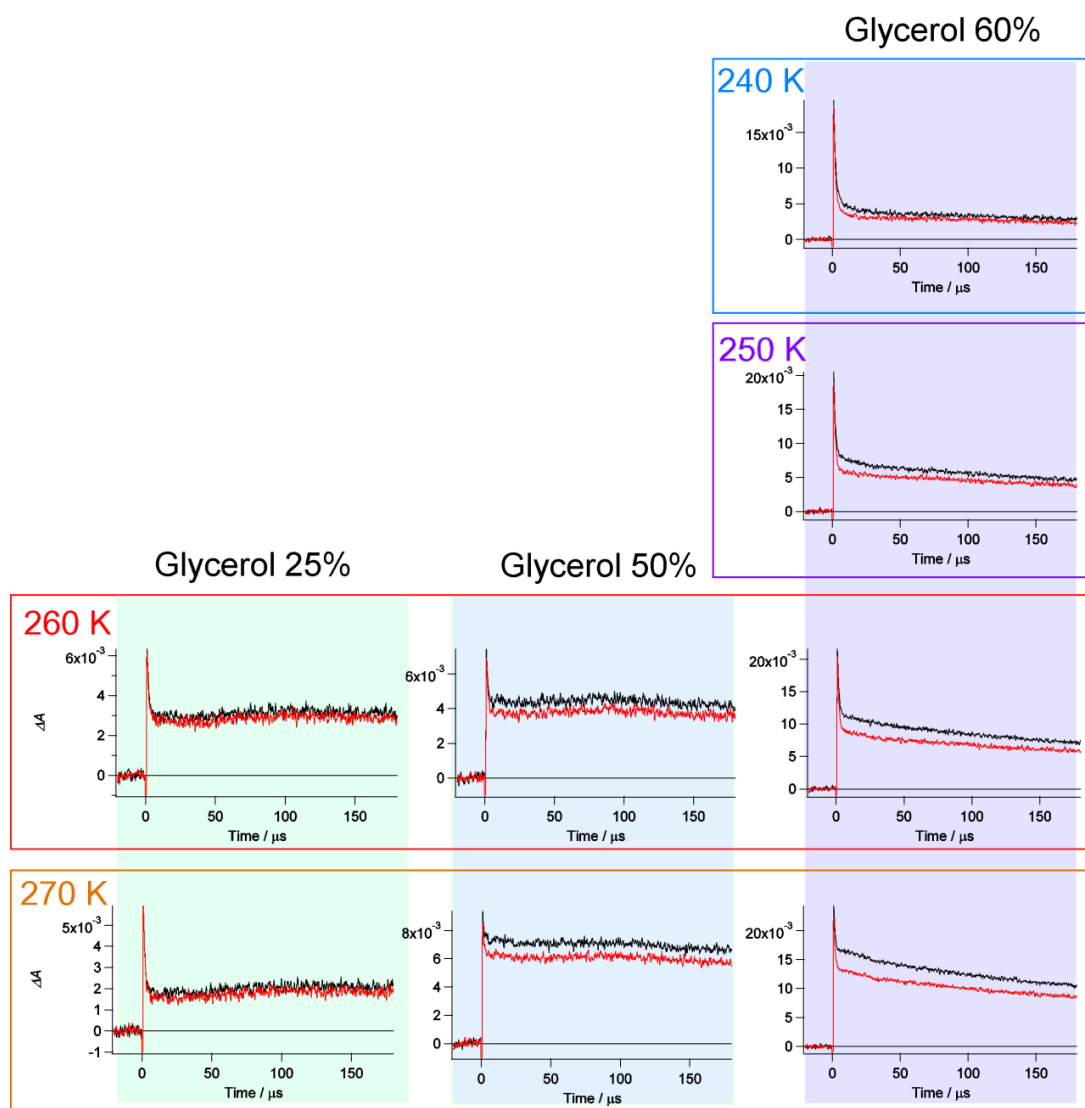 Glycerol 60%
240 K
15x10⁻³
10
5
0
0 50 100 150
Time / μs
250 K
20x10⁻³
15
10
5
0
0 50 100 150
Time / μs
Glycerol 25% Glycerol 50%
260 K
6x10⁻³
4
2
0
ΔA
0 50 100 150
Time / μs
6x10⁻³
4
2
0
0 50 100 150
Time / μs
20x10⁻³
15
10
5
0
0 50 100 150
Time / μs
270 K
5x10⁻³
4
3
2
1
0
-1
ΔA
0 50 100 150
Time / μs
8x10⁻³
6
4
2
0
0 50 100 150
Time / μs
20x10⁻³
15
10
5
0
0 50 100 150
Time / μs